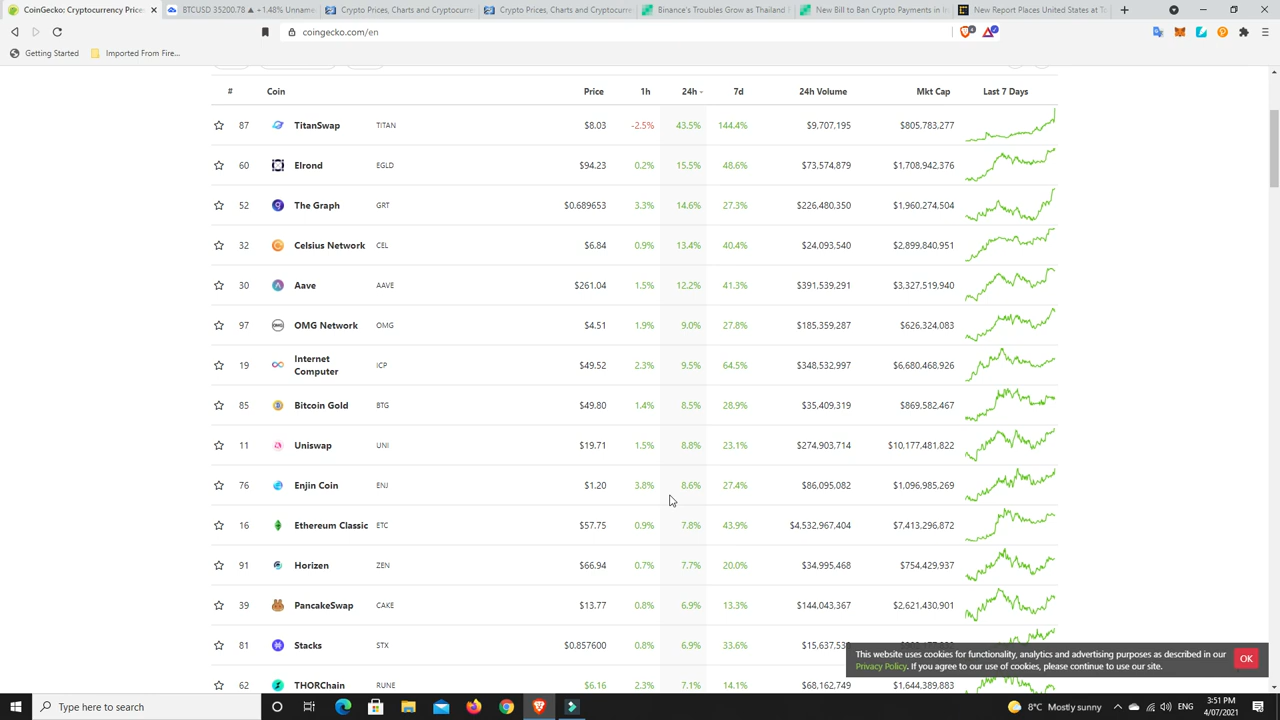 CoinGecko: Cryptocurrency Price
BTCUSD 35200.78 ▲ +1.48% Unname
Crypto Prices, Charts and Cryptocurre
Crypto Prices, Charts and Cryptocurr
Binance's Troubles Grow as Thailand
New Bill to Ban Crypto Payments in Ir
New Report Places United States at T
coingecko.com/en
Getting Started
Imported From Fire...
# Coin Price 1h 24h 7d 24h Volume Mkt Cap Last 7 Days
87 TitanSwap TITAN $8.03 -2.5% 43.5% 144.4% $9,707,195 $805,783,277
60 Elrond EGLD $94.23 0.2% 15.5% 48.6% $73,574,879 $1,708,942,376
52 The Graph GRT $0.689653 3.3% 14.6% 27.3% $226,480,350 $1,960,274,504
32 Celsius Network CEL $6.84 0.9% 13.4% 40.4% $24,093,540 $2,899,840,951
30 Aave AAVE $261.04 1.5% 12.2% 41.3% $391,539,291 $3,327,519,940
97 OMG Network OMG $4.51 1.9% 9.0% 27.8% $185,359,287 $626,324,083
19 Internet Computer ICP $49.52 2.3% 9.5% 64.5% $348,532,997 $6,680,468,926
85 Bitcoin Gold BTG $49.80 1.4% 8.5% 28.9% $35,409,319 $869,582,467
11 Uniswap UNI $19.71 1.5% 8.8% 23.1% $274,903,714 $10,177,481,822
76 Enjin Coin ENJ $1.20 3.8% 8.6% 27.4% $86,095,082 $1,096,985,269
16 Ethereum Classic ETC $57.75 0.9% 7.8% 43.9% $4,532,967,404 $7,413,296,872
91 Horizen ZEN $66.94 0.7% 7.7% 20.0% $34,995,468 $754,429,937
39 PancakeSwap CAKE $13.77 0.8% 6.9% 13.3% $144,043,367 $2,621,430,901
81 Stacks STX $0.857600 0.8% 6.9% 33.6%
62 THORChain RUNE $6.16 2.3% 7.1% 14.1% $68,162,749 $1,644,389,883
This website uses cookies for functionality, analytics and advertising purposes as described in our
Privacy Policy. If you agree to our use of cookies, please continue to use our site.
OK
Type here to search
8°C Mostly sunny
ENG
3:51 PM
4/07/2021